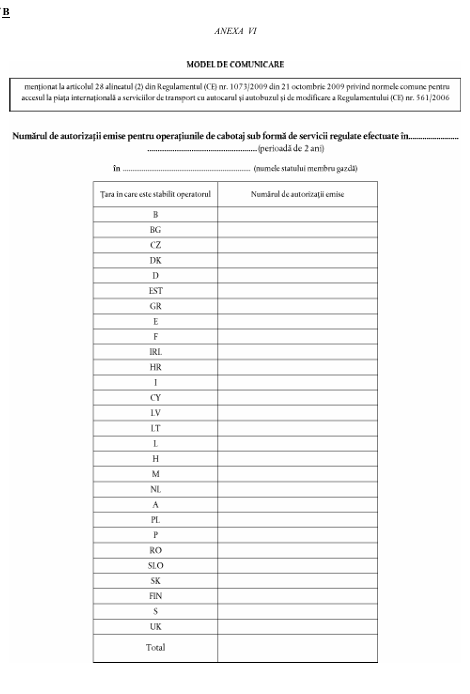 B
ANEXA VI
MODEL DE COMUNICARE
menționat la articolul 28 alineatul (2) din Regulamentul (CE) nr. 1073/2009 din 21 octombrie 2009 privind normele comune pentru
accesul la piața internațională a serviciilor de transport cu autocarul și autobuzul și de modificare a Regulamentului (CE) nr. 561/2006
Numărul de autorizații emise pentru operațiunile de cabotaj sub formă de servicii regulate efectuate în......................
................................................(perioadă de 2 ani)
în ........................................................ (numele statului membru gazdă)
Țara în care este stabilit operatorul Numărul de autorizații emise
B
BG
CZ
DK
D
EST
GR
E
F
IRL
HR
I
CY
LV
LT
L
H
M
NL
A
PL
P
RO
SLO
SK
FIN
S
UK
Total